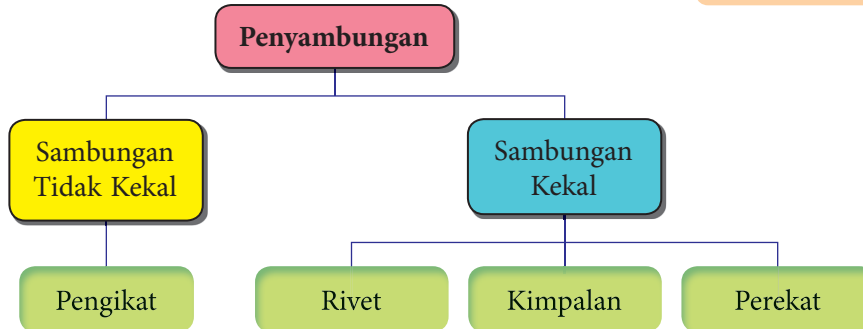 Penyambungan
Sambungan
Tidak Kekal
Sambungan
Kekal
Pengikat
Rivet
Kimpalan
Perekat